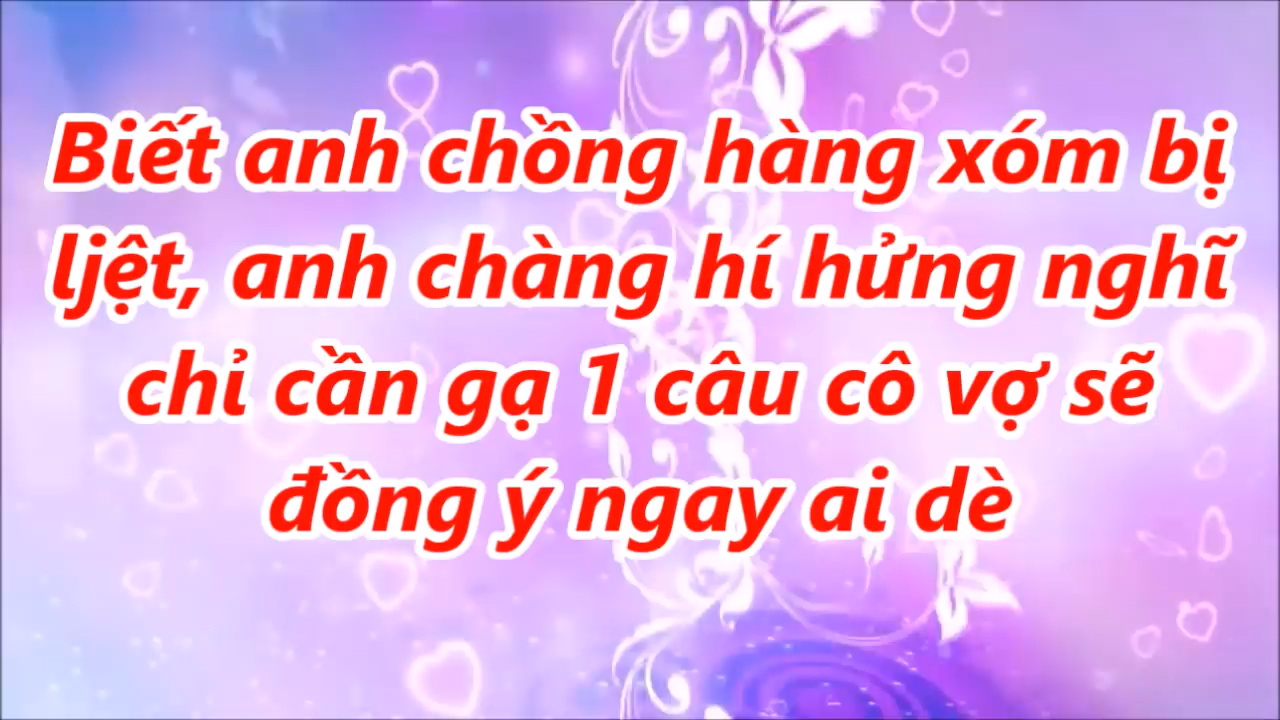 Biết anh chồng hàng xóm bị
ljệt, anh chàng hí hửng nghĩ
chỉ cần gạ 1 câu cô vợ sẽ
đồng ý ngay ai dè